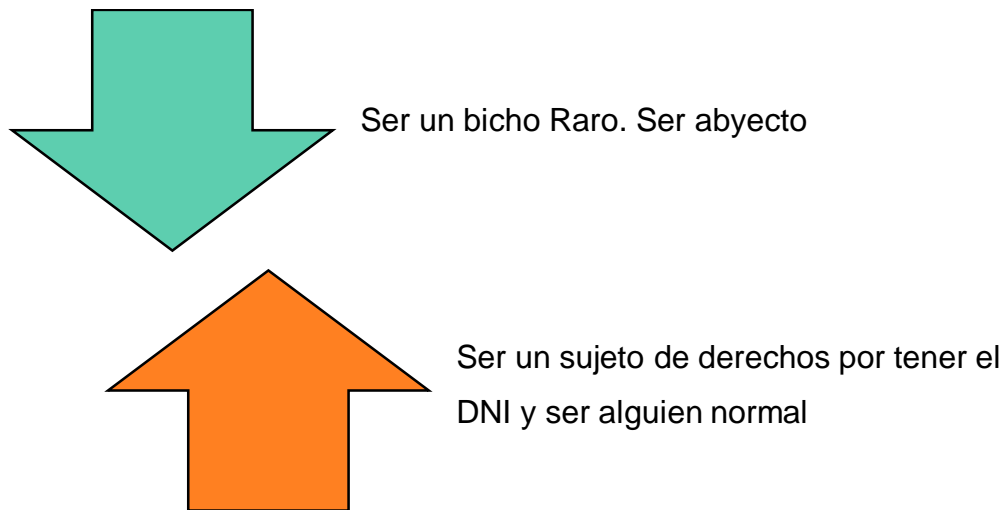 Ser un bicho Raro. Ser abyecto
Ser un sujeto de derechos por tener el
DNI y ser alguien normal